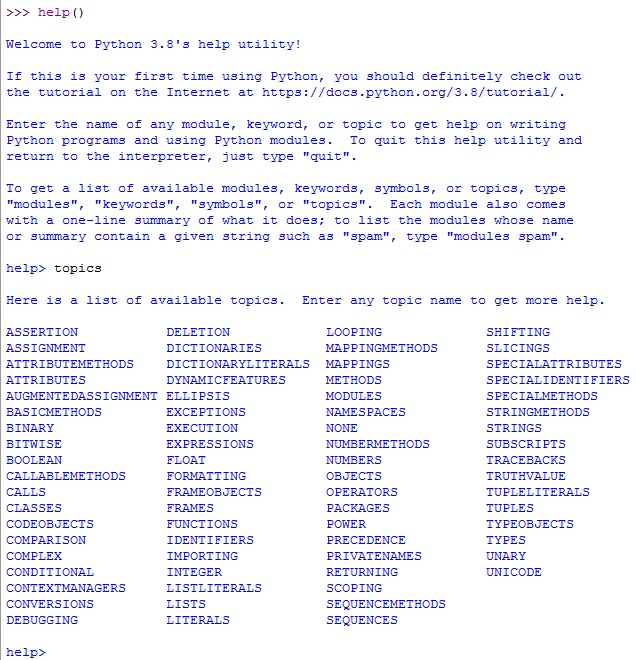 >>> help()
Welcome to Python 3.8's help utility!
If this is your first time using Python, you should definitely check out
the tutorial on the Internet at https://docs.python.org/3.8/tutorial/.
Enter the name of any module, keyword, or topic to get help on writing
Python programs and using Python modules.  To quit this help utility and
return to the interpreter, just type "quit".
To get a list of available modules, keywords, symbols, or topics, type
"modules", "keywords", "symbols", or "topics".  Each module also comes
with a one-line summary of what it does; to list the modules whose name
or summary contain a given string such as "spam", type "modules spam".
help> topics
Here is a list of available topics.  Enter any topic name to get more help.
ASSERTION           DELETION            LOOPING             SHIFTING
ASSIGNMENT          DICTIONARIES        MAPPINGMETHODS      SLICINGS
ATTRIBUTEMETHODS    DICTIONARYLITERALS  MAPPINGS            SPECIALATTRIBUTES
ATTRIBUTES          DYNAMICFEATURES     METHODS             SPECIALIDENTIFIERS
AUGMENTEDASSIGNMENT ELLIPSIS            MODULES             SPECIALMETHODS
BASICMETHODS        EXCEPTIONS          NAMESPACES          STRINGMETHODS
BINARY              EXECUTION           NONE                STRINGS
BITWISE             EXPRESSIONS         NUMBERMETHODS       SUBSCRIPTS
BOOLEAN             FLOAT               NUMBERS             TRACEBACKS
CALLABLEMETHODS     FORMATTING          OBJECTS             TRUTHVALUE
CALLS               FRAMEOBJECTS        OPERATORS           TUPLELITERALS
CLASSES             FRAMES              PACKAGES            TUPLES
CODEOBJECTS         FUNCTIONS           POWER               TYPEOBJECTS
COMPARISON          IDENTIFIERS         PRECEDENCE          TYPES
COMPLEX             IMPORTING           PRIVATENAMES        UNARY
CONDITIONAL         INTEGER             RETURNING           UNICODE
CONTEXTMANAGERS     LISTLITERALS        SCOPING
CONVERSIONS         LISTS               SEQUENCEMETHODS
DEBUGGING           LITERALS            SEQUENCES
help>